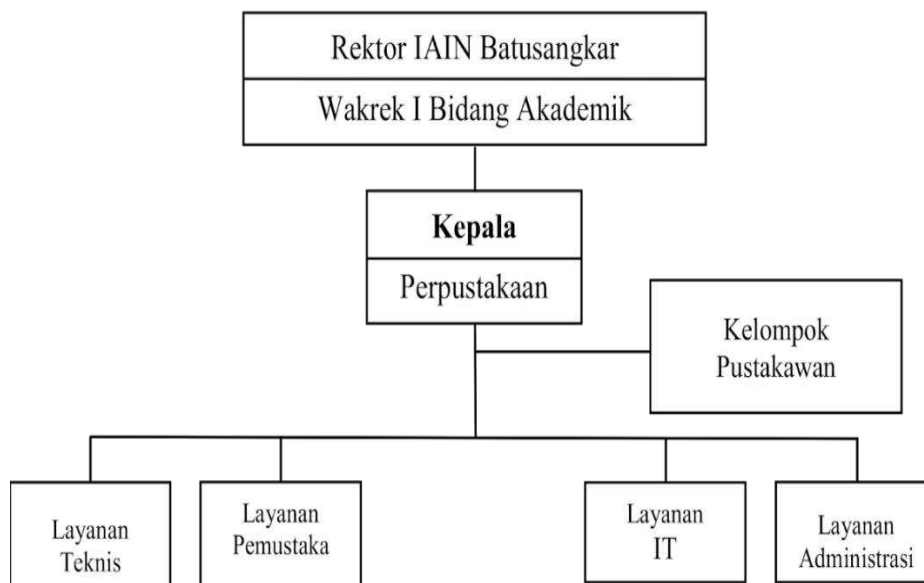 Rektor IAIN Batusangkar
Wakrek I Bidang Akademik
Kepala
Perpustakaan
Kelompok
Pustakawan
Layanan
Teknis
Layanan
Pemustaka
Layanan
IT
Layanan
Administrasi